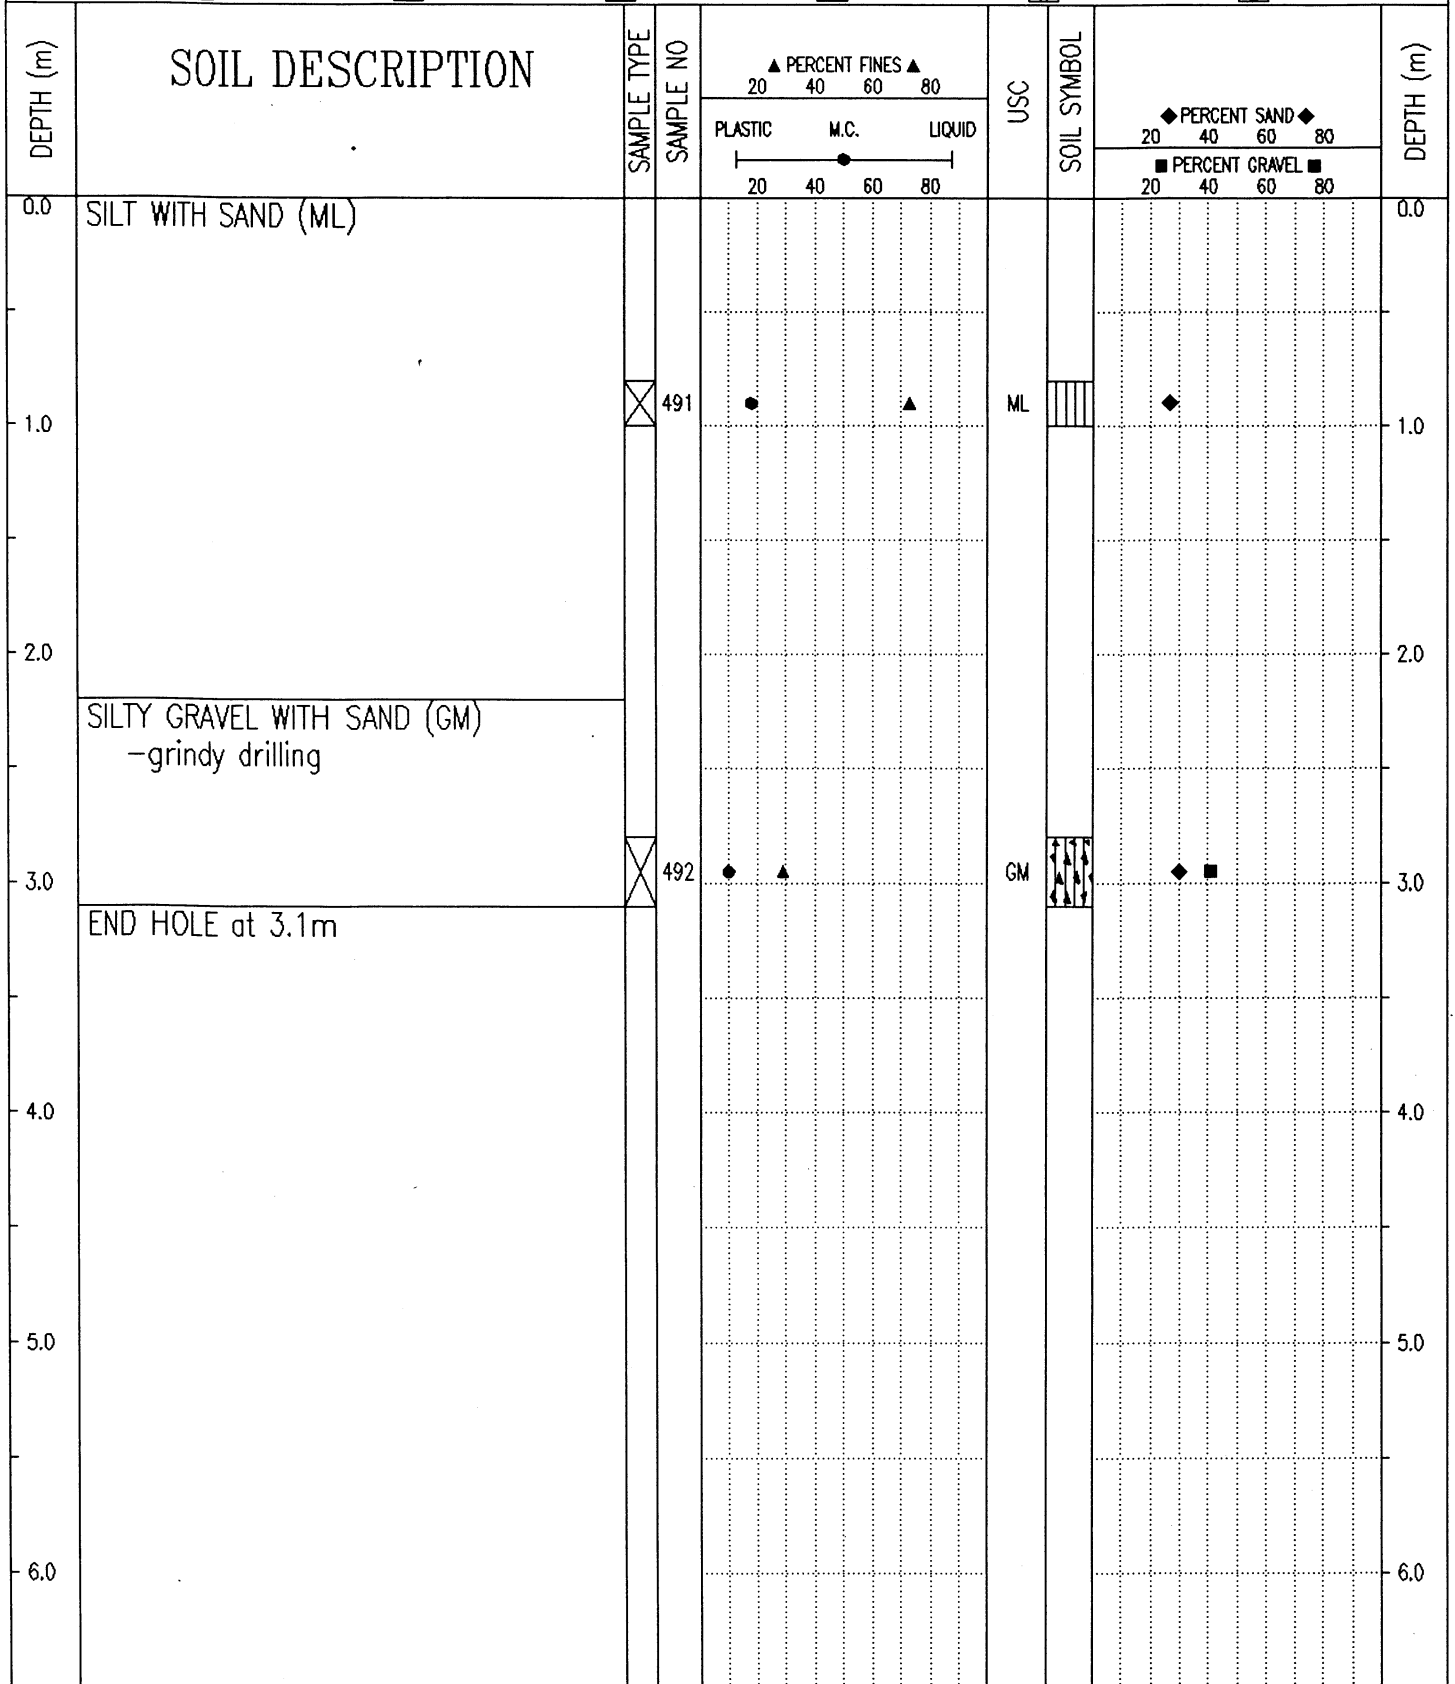 DEPTH (m)
SOIL DESCRIPTION
SAMPLE TYPE
SAMPLE NO
▲ PERCENT FINES ▲
20 40 60 80
PLASTIC M.C. LIQUID
20 40 60 80
USC
SOIL SYMBOL
◆ PERCENT SAND ◆
20 40 60 80
■ PERCENT GRAVEL ■
20 40 60 80
DEPTH (m)
0.0 SILT WITH SAND (ML) 0.0
491 ML
1.0 1.0
2.0 2.0
SILTY GRAVEL WITH SAND (GM)
-grindy drilling
492 GM
3.0 3.0
END HOLE at 3.1m
4.0 4.0
5.0 5.0
6.0 6.0